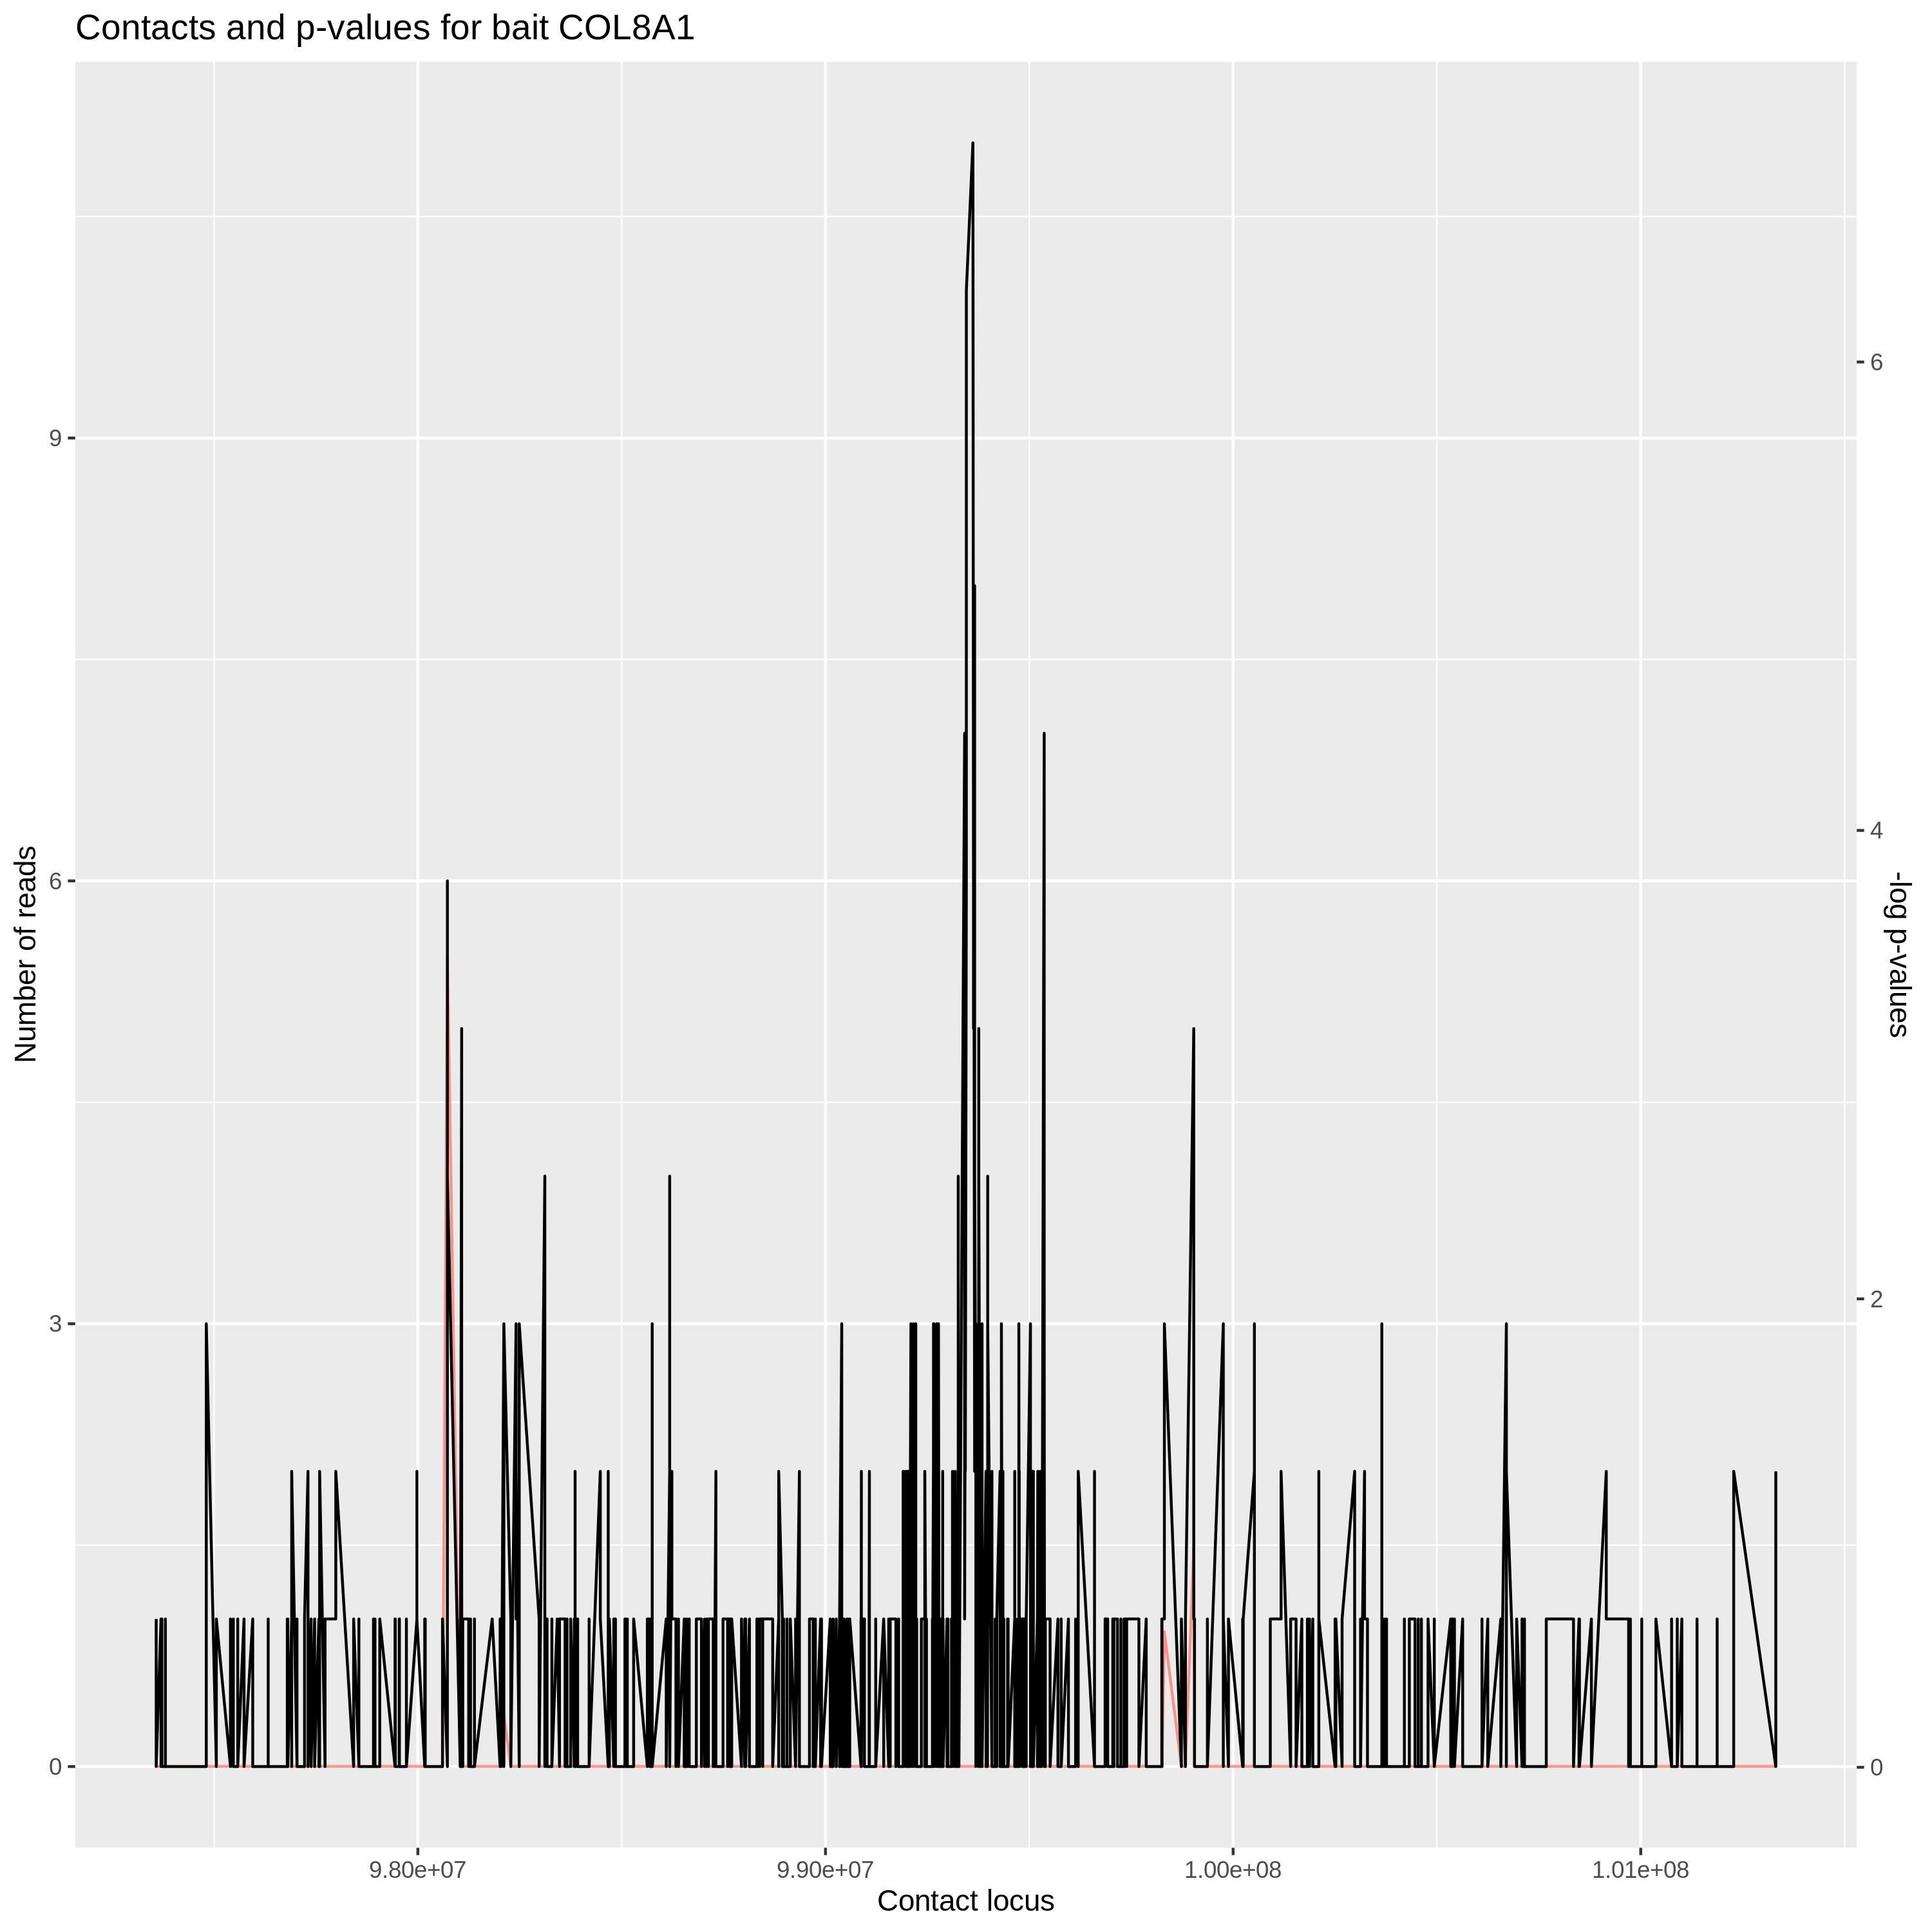 Contacts and p-values for bait COL8A1
Number of reads
9
6
3
0
6
4
2
0
-log p-values
9.80e+07
9.90e+07
1.00e+08
1.01e+08
Contact locus